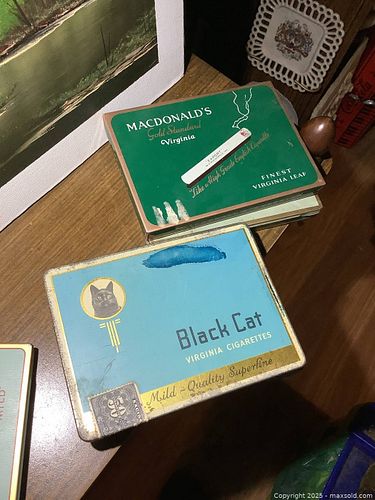 MACDONALD'S
Gold Standard
Virginia
"Like a High Grade English Cigarette"
FINEST
VIRGINIA LEAF
Black Cat
VIRGINIA CIGARETTES
Mild - Quality Superfine
MILD
Copyright 2025 - maxsold.com